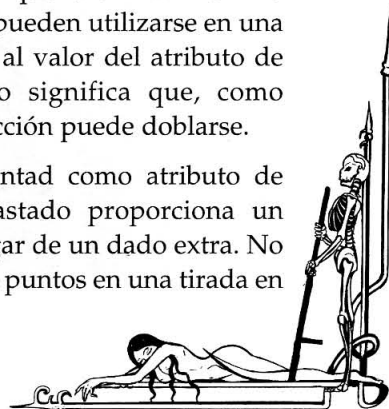 pueden utilizarse en una
al valor del atributo de
o significa que, como
cción puede doblarse.
ntad como atributo de
astado proporciona un
gar de un dado extra. No
puntos en una tirada en